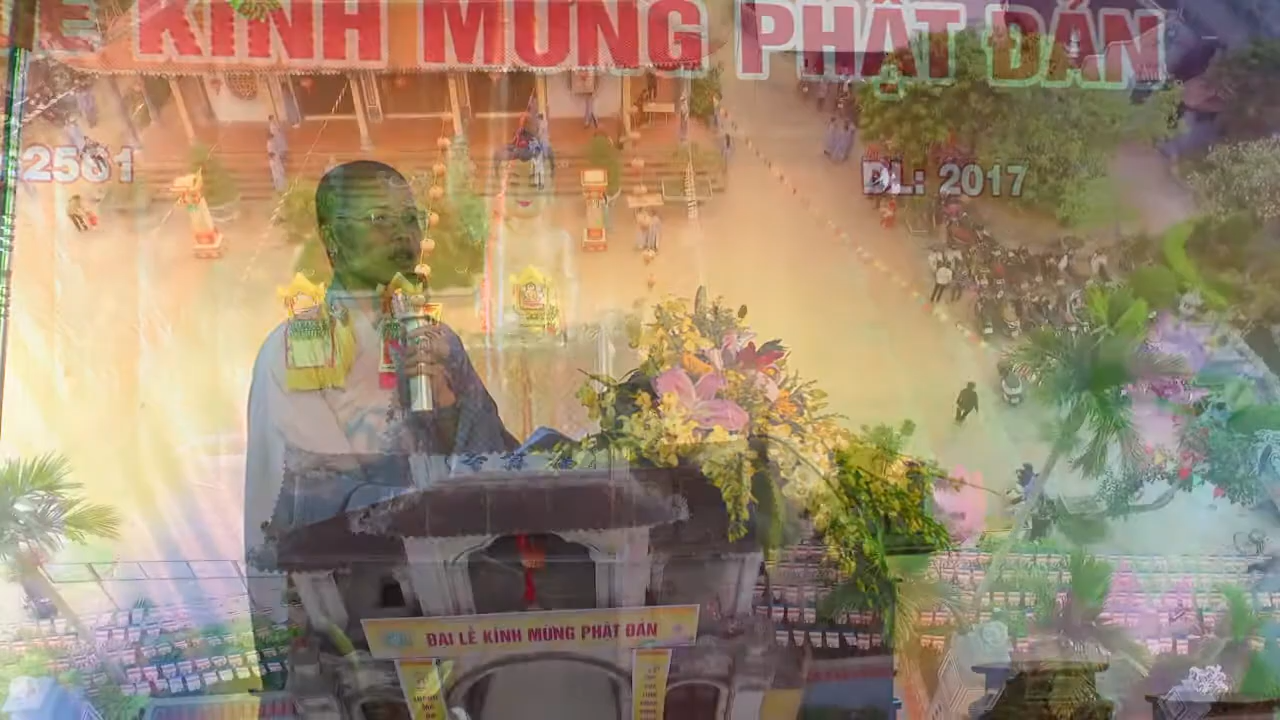 KÍNH MỪNG PHẬT ĐẢN
2561 DL: 2017
ĐẠI LỄ KÍNH MỪNG PHẬT ĐẢN